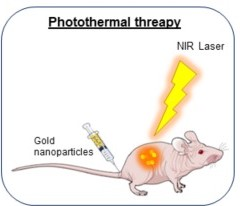 Photothermal threapy
NIR Laser
Gold
nanoparticles